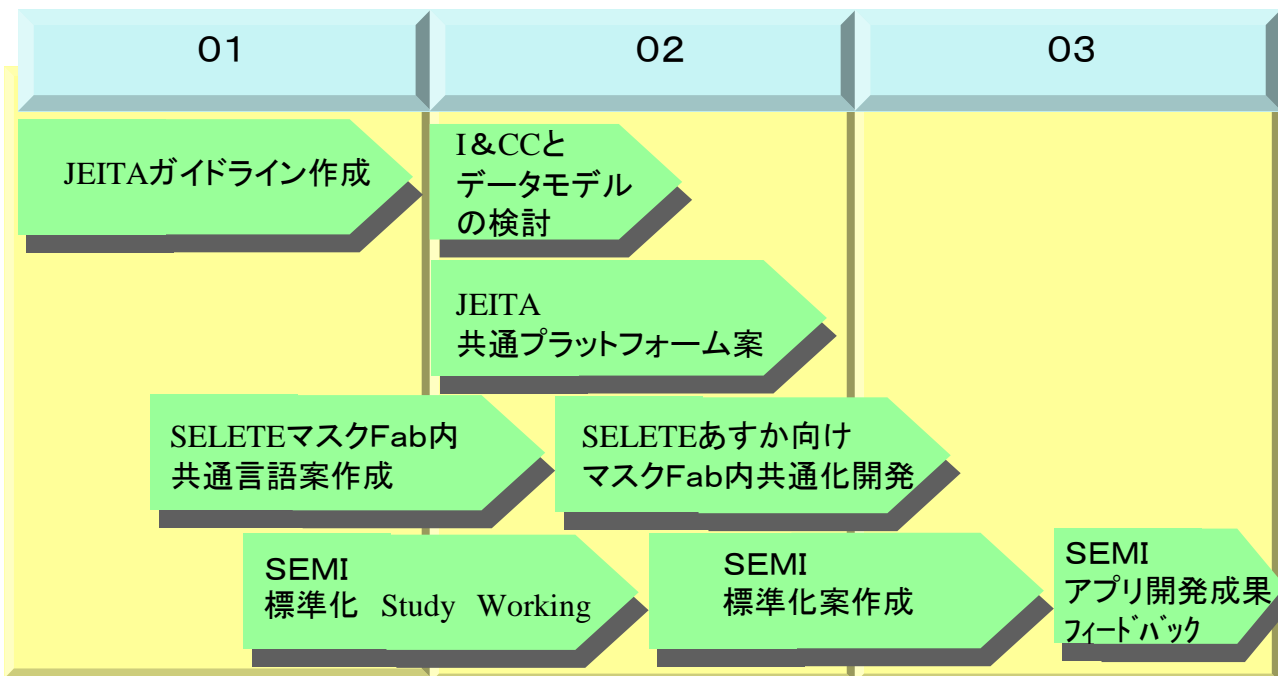 01
02
03
JEITAガイドライン作成
I&CCと
データモデル
の検討
JEITA
共通プラットフォーム案
SELETEマスクFab内
共通言語案作成
SELETEあすか向け
マスクFab内共通化開発
SEMI
標準化 Study Working
SEMI
標準化案作成
SEMI
アプリ開発成果
フィードバック